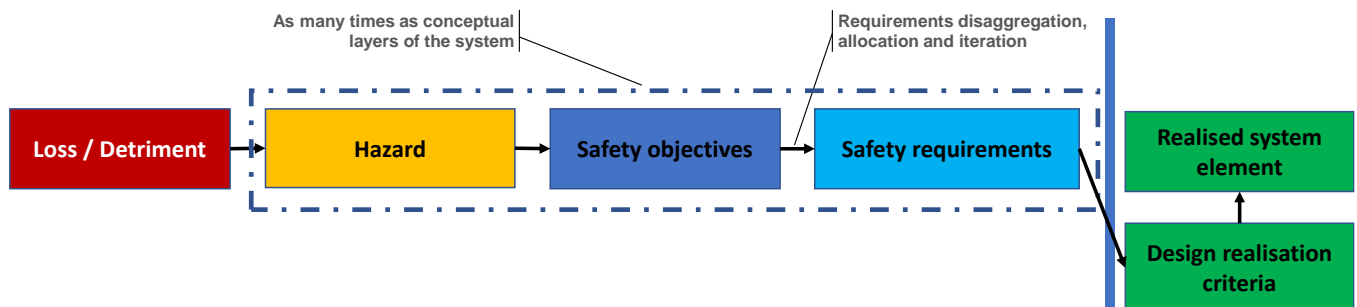 As many times as conceptual
layers of the system
Requirements disaggregation,
allocation and iteration
Loss / Detriment
Hazard
Safety objectives
Safety requirements
Realised system
element
Design realisation
criteria